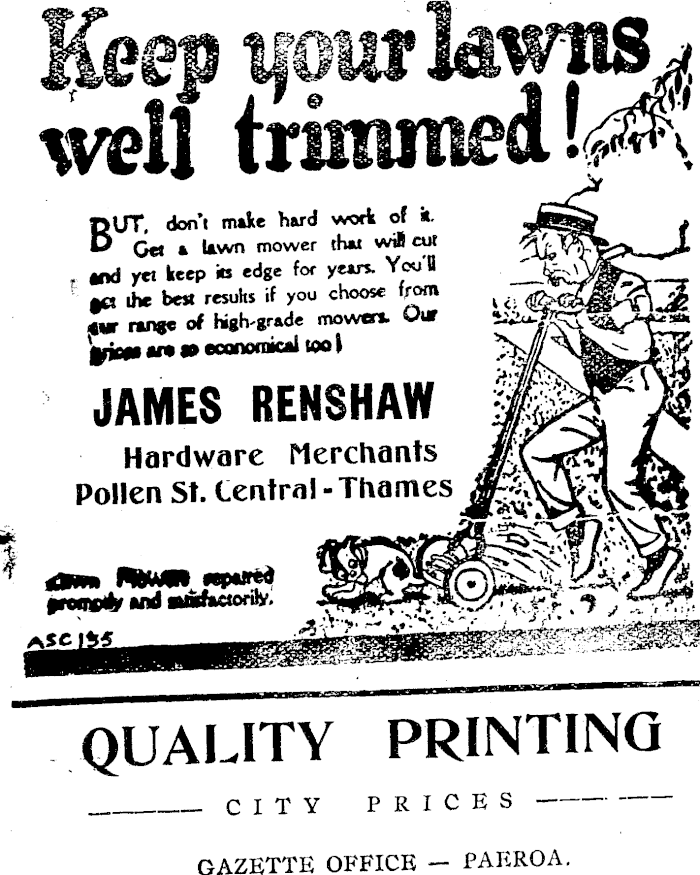 Keep your lawns
well trimmed!
BUT, don't make hard work of it.
Get a lawn mower that will cut
and yet keep its edge for years. You'll
get the best results if you choose from
our range of high-grade mowers. Our
prices are so economical too!
JAMES RENSHAW
Hardware Merchants
Pollen St. Central - Thames
Lawn Mowers repaired
promptly and satisfactorily.
ASC 195
QUALITY PRINTING
CITY PRICES
GAZETTE OFFICE — PAEROA.